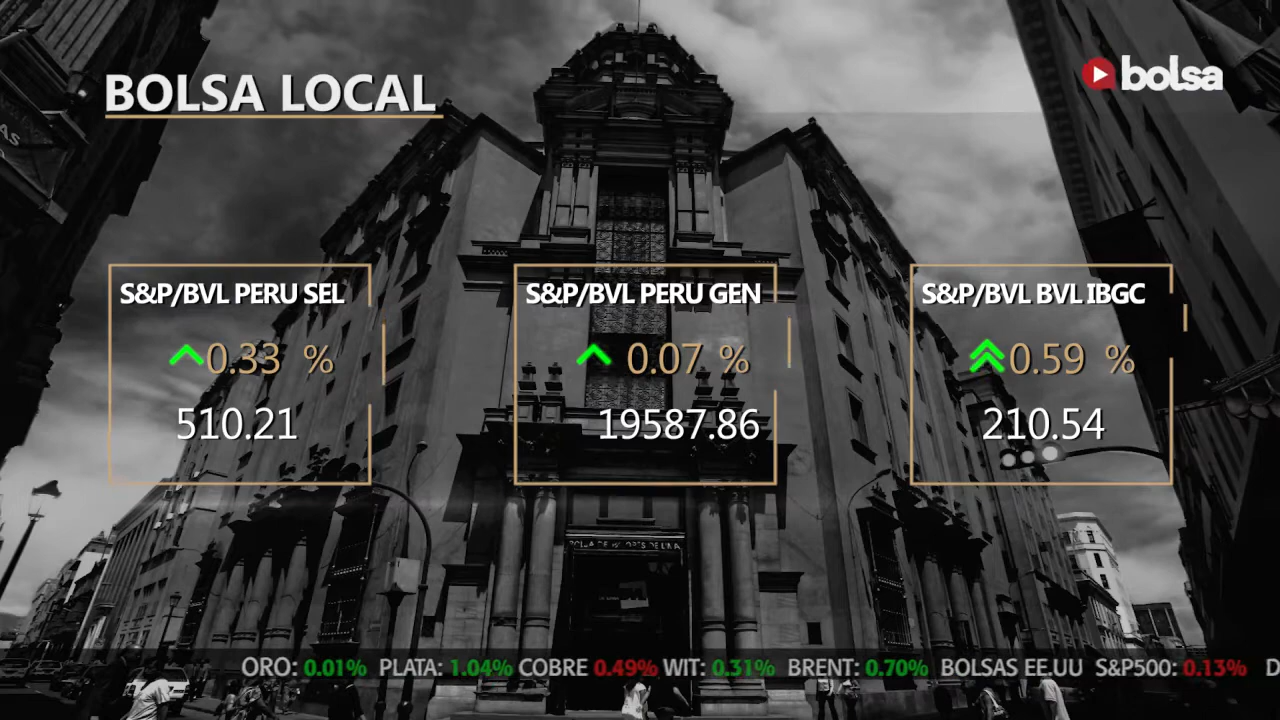 BOLSA LOCAL
bolsa
S&P/BVL PERU SEL
0.33 %
510.21
S&P/BVL PERU GEN
0.07 %
19587.86
S&P/BVL BVL IBGC
0.59 %
210.54
ORO: 0.01% PLATA: 1.04% COBRE 0.49% WIT: 0.31% BRENT: 0.70% BOLSAS EE.UU S&P500: 0.13% D